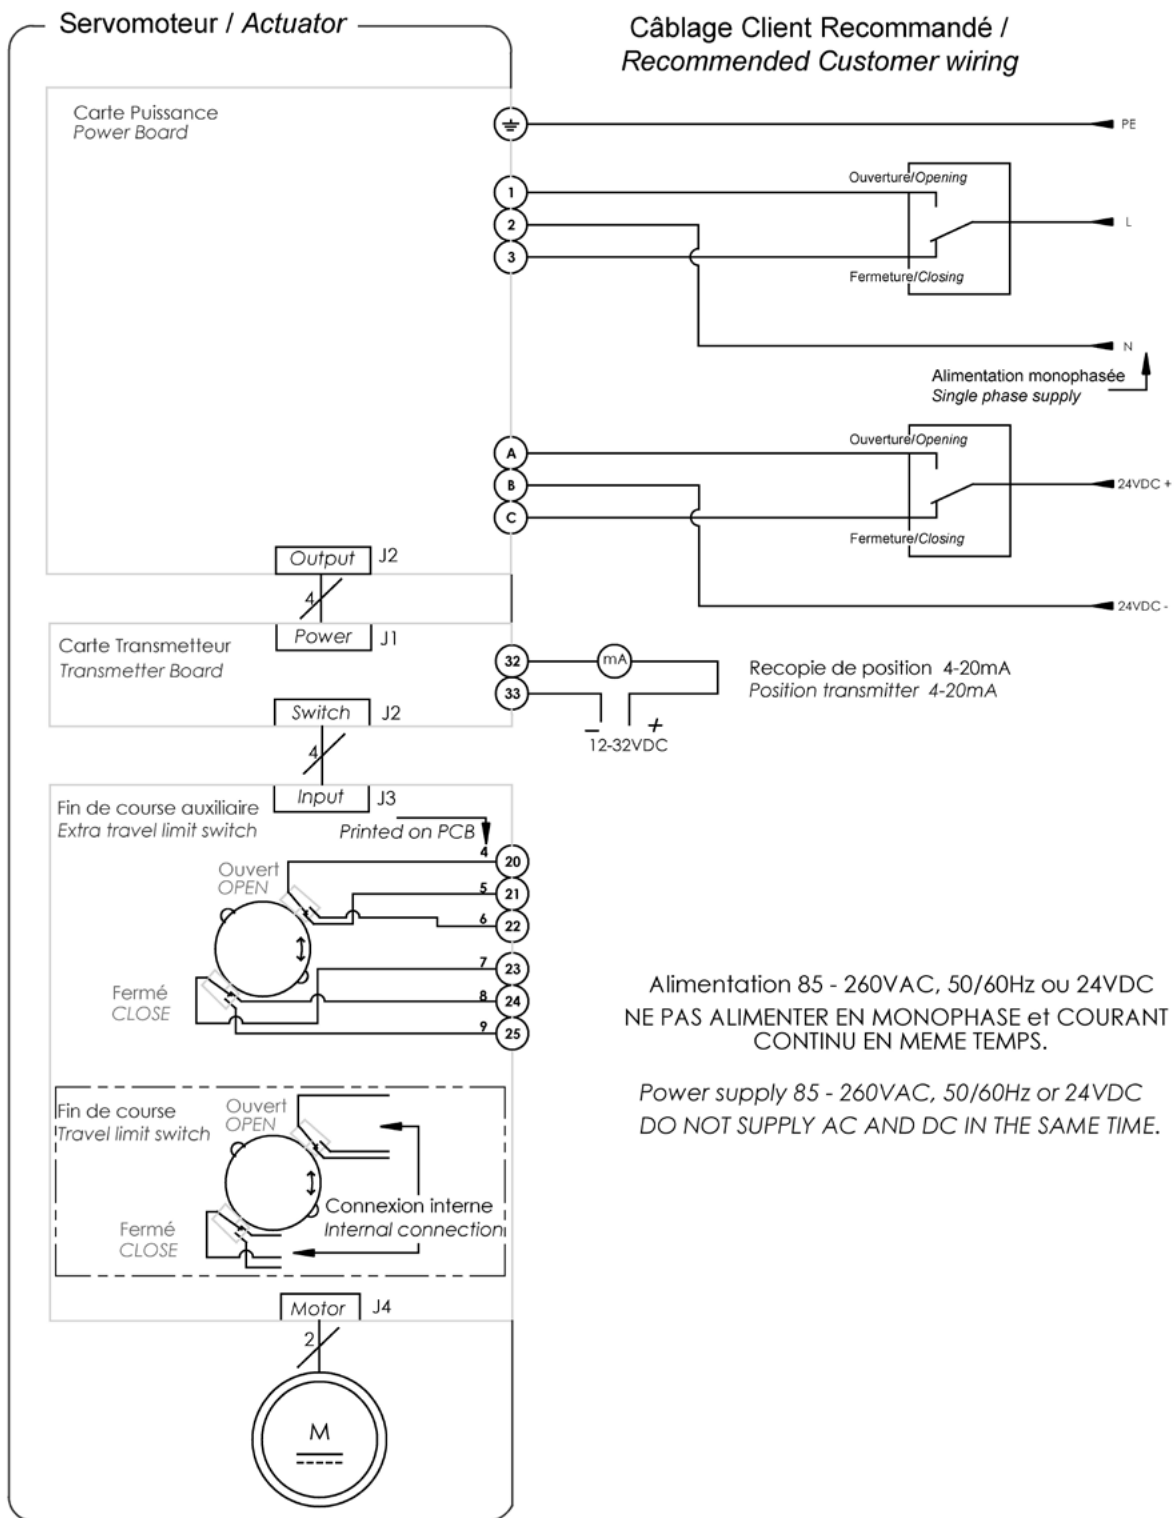 Servomoteur / Actuator
Câblage Client Recommandé /
Recommended Customer wiring
Carte Puissance
Power Board
PE
1
2
3
Ouverture/Opening
L
Fermeture/Closing
N
Alimentation monophasée
Single phase supply
A
B
C
Ouverture/Opening
24VDC +
Fermeture/Closing
24VDC -
Output J2
4
Power J1
Carte Transmetteur
Transmetter Board
32
33
mA
- +
12-32VDC
Recopie de position 4-20mA
Position transmitter 4-20mA
Switch J2
4
Input J3
Fin de course auxiliaire
Extra travel limit switch
Printed on PCB
Ouvert
OPEN
4 20
5 21
6 22
7 23
8 24
9 25
Fermé
CLOSE
Alimentation 85 - 260VAC, 50/60Hz ou 24VDC
NE PAS ALIMENTER EN MONOPHASE et COURANT
CONTINU EN MEME TEMPS.
Power supply 85 - 260VAC, 50/60Hz or 24VDC
DO NOT SUPPLY AC AND DC IN THE SAME TIME.
Fin de course
Travel limit switch
Ouvert
OPEN
Connexion interne
Internal connection
Fermé
CLOSE
Motor J4
2
M